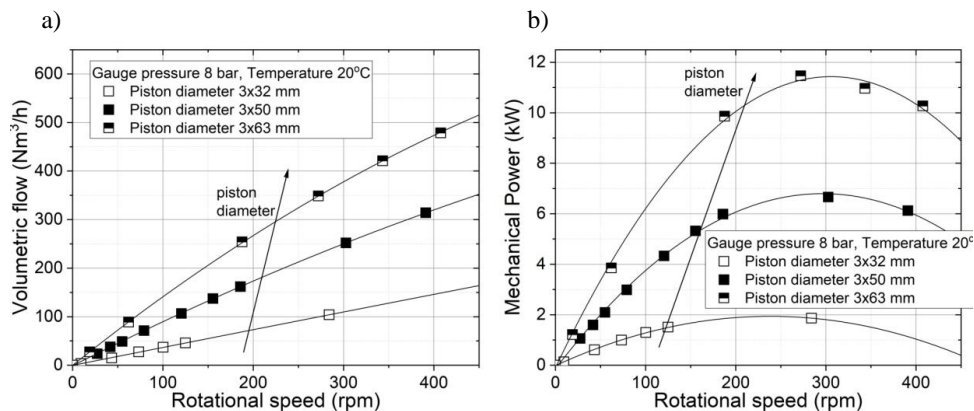 a)
600
500
400
300
200
100
0
Volumetric flow (Nm³/h)
Gauge pressure 8 bar, Temperature 20°C
Piston diameter 3x32 mm
Piston diameter 3x50 mm
Piston diameter 3x63 mm
piston
diameter
0 100 200 300 400
Rotational speed (rpm)
b)
12
10
8
6
4
2
0
Mechanical Power (kW)
piston
diameter
Gauge pressure 8 bar, Temperature 20°
Piston diameter 3x32 mm
Piston diameter 3x50 mm
Piston diameter 3x63 mm
0 100 200 300 400
Rotational speed (rpm)